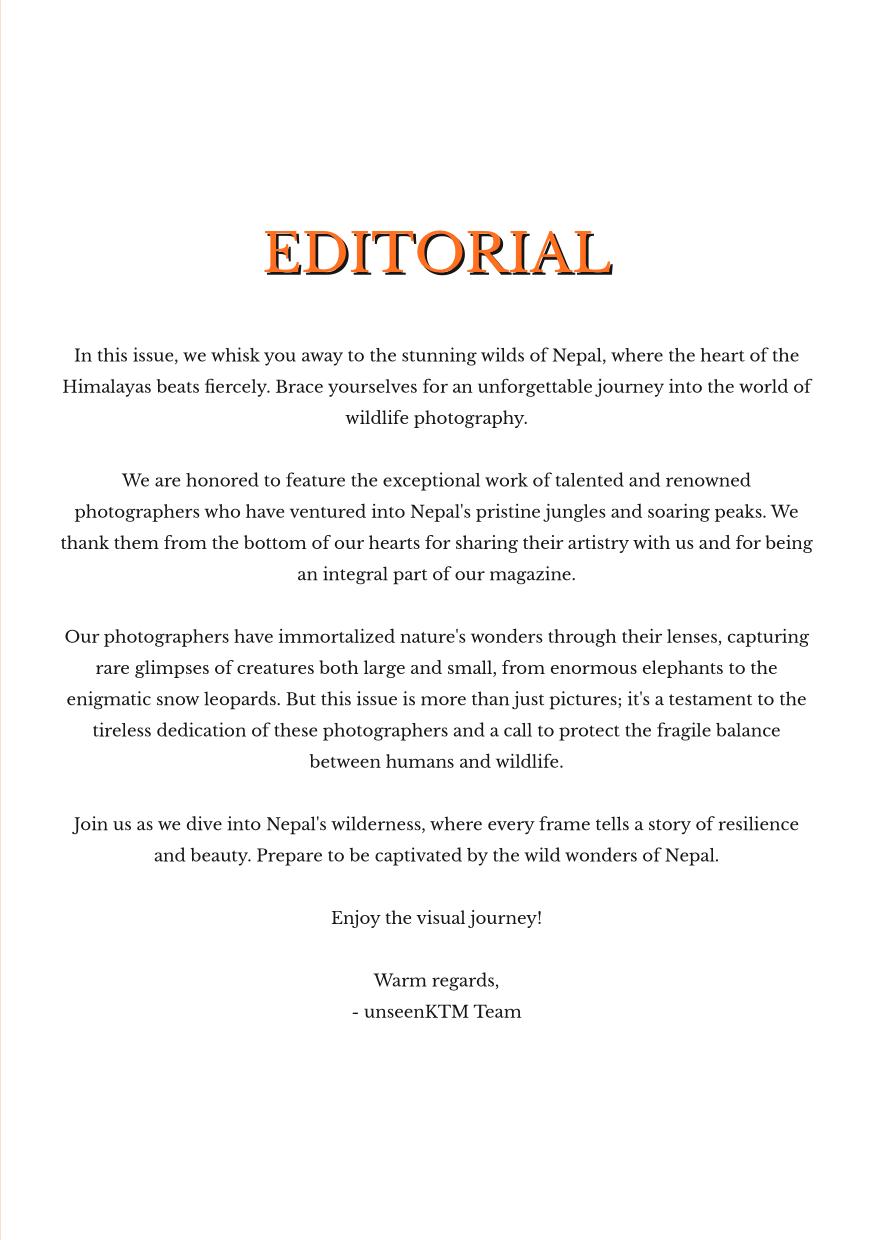 EDITORIAL
In this issue, we whisk you away to the stunning wilds of Nepal, where the heart of the
Himalayas beats fiercely. Brace yourselves for an unforgettable journey into the world of
wildlife photography.
We are honored to feature the exceptional work of talented and renowned
photographers who have ventured into Nepal's pristine jungles and soaring peaks. We
thank them from the bottom of our hearts for sharing their artistry with us and for being
an integral part of our magazine.
Our photographers have immortalized nature's wonders through their lenses, capturing
rare glimpses of creatures both large and small, from enormous elephants to the
enigmatic snow leopards. But this issue is more than just pictures; it's a testament to the
tireless dedication of these photographers and a call to protect the fragile balance
between humans and wildlife.
Join us as we dive into Nepal's wilderness, where every frame tells a story of resilience
and beauty. Prepare to be captivated by the wild wonders of Nepal.
Enjoy the visual journey!
Warm regards,
- unseenKTM Team